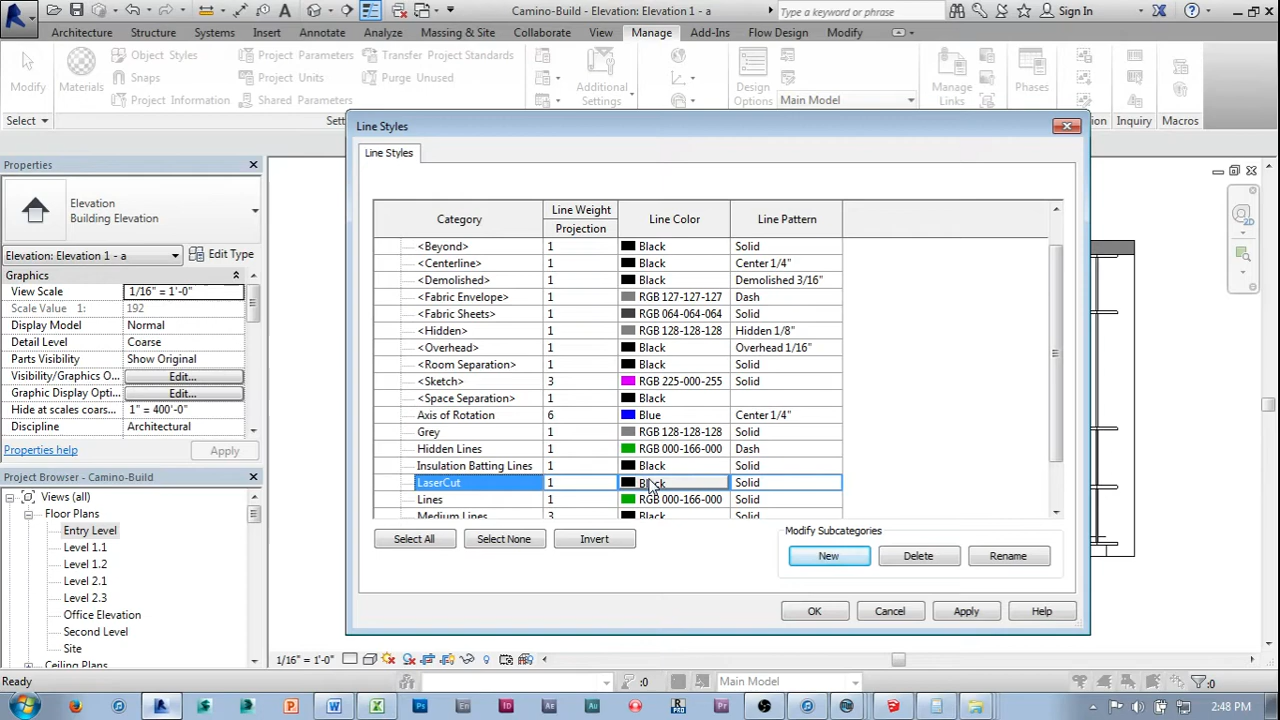 Camino-Build - Elevation: Elevation 1 - a
Type a keyword or phrase
Sign In
Architecture Structure Systems Insert Annotate Analyze Massing & Site Collaborate View Manage Add-Ins Flow Design Modify
Modify
Materials
Object Styles
Snaps
Project Information
Project Parameters
Project Units
Shared Parameters
Transfer Project Standards
Purge Unused
Additional
Settings
Design
Options
Main Model
Manage
Links
Phases
Select
Inquiry
Macros
Line Styles
Line Styles
Category Line Weight Line Color Line Pattern
Projection
<Beyond> 1 Black Solid
<Centerline> 1 Black Center 1/4"
<Demolished> 1 Black Demolished 3/16"
<Fabric Envelope> 1 RGB 127-127-127 Dash
<Fabric Sheets> 1 RGB 064-064-064 Solid
<Hidden> 1 RGB 128-128-128 Hidden 1/8"
<Overhead> 1 Black Overhead 1/16"
<Room Separation> 1 Black Solid
<Sketch> 3 RGB 225-000-255 Solid
<Space Separation> 1 Black
Axis of Rotation 6 Blue Center 1/4"
Grey 1 RGB 128-128-128 Solid
Hidden Lines 1 RGB 000-166-000 Dash
Insulation Batting Lines 1 Black Solid
LaserCut 1 Black Solid
Lines 1 RGB 000-166-000 Solid
Medium Lines 3 Black Solid
Select All Select None Invert
Modify Subcategories
New Delete Rename
OK Cancel Apply Help
Properties
Elevation
Building Elevation
Elevation: Elevation 1 - a Edit Type
Graphics
View Scale 1/16" = 1'-0"
Scale Value 1: 192
Display Model Normal
Detail Level Coarse
Parts Visibility Show Original
Visibility/Graphics O... Edit...
Graphic Display Opti... Edit...
Hide at scales coars... 1" = 400'-0"
Discipline Architectural
Properties help Apply
Project Browser - Camino-Build
Views (all)
Floor Plans
Entry Level
Level 1.1
Level 1.2
Level 2.1
Level 2.3
Office Elevation
Second Level
Site
Ceiling Plans
1/16" = 1'-0"
Ready
:0
Main Model
:0
2:48 PM